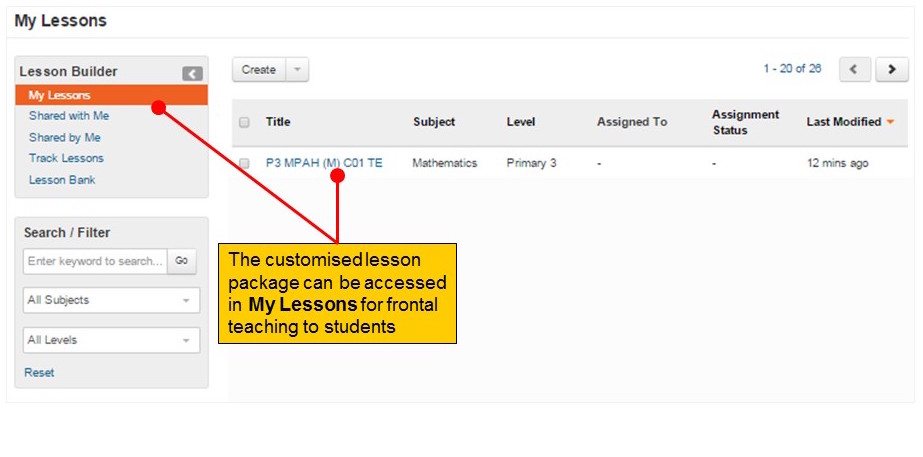 My Lessons
Lesson Builder
My Lessons
Shared with Me
Shared by Me
Track Lessons
Lesson Bank
Search / Filter
Enter keyword to search... Go
All Subjects
All Levels
Reset
Create
1 - 20 of 26
Title Subject Level Assigned To Assignment Status Last Modified
P3 MPAH (M) C01 TE Mathematics Primary 3 - - 12 mins ago
The customised lesson
package can be accessed
in My Lessons for frontal
teaching to students